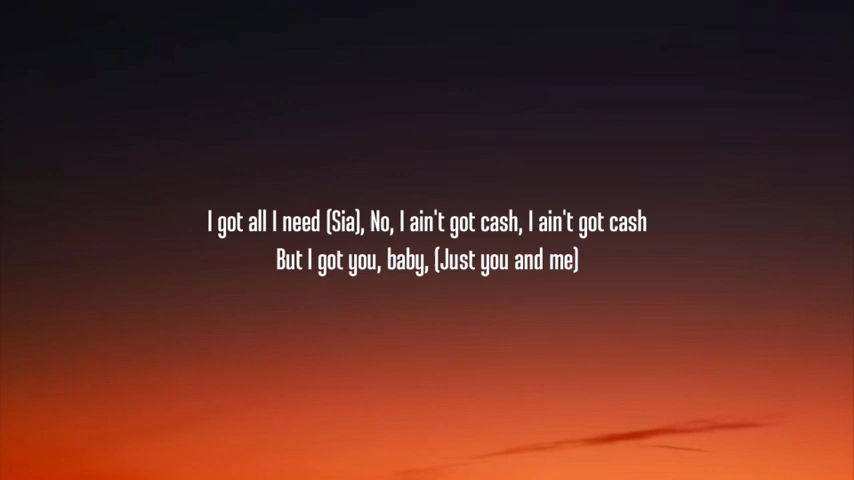 I got all I need (Sia), No, I ain't got cash, I ain't got cash
But I got you, baby, (Just you and me)